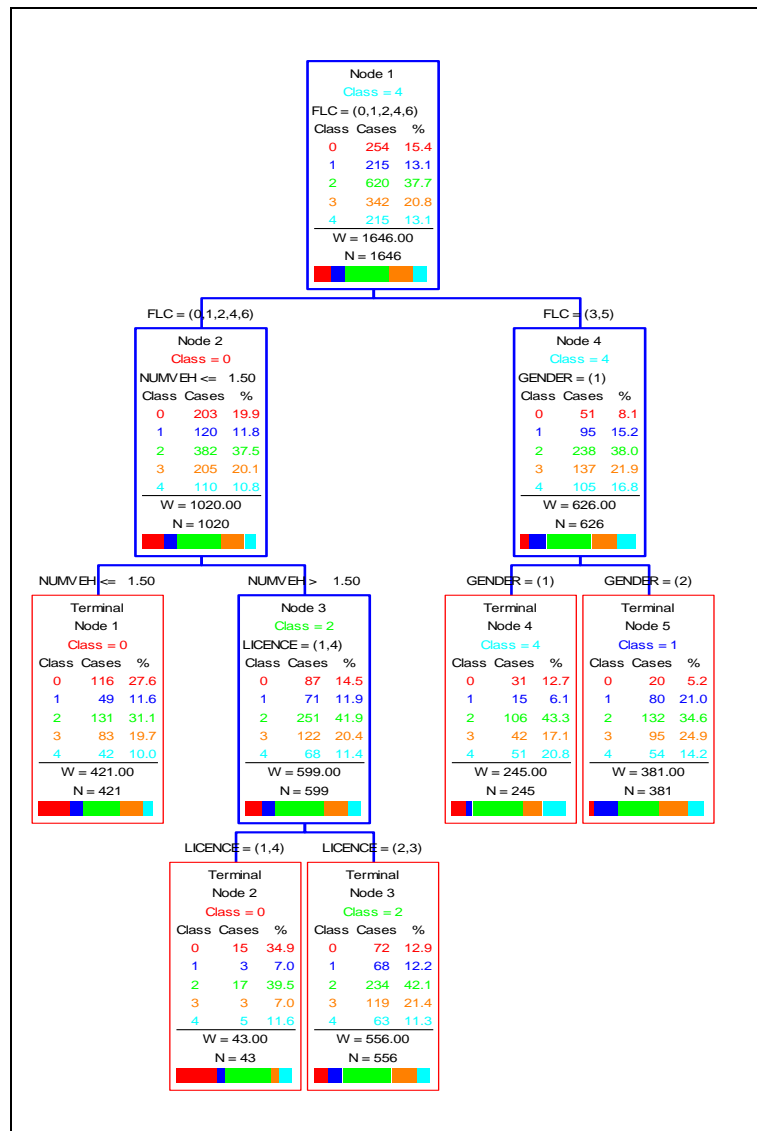 Node 1
Class = 4
FLC = (0,1,2,4,6)
Class Cases %
0 254 15.4
1 215 13.1
2 620 37.7
3 342 20.8
4 215 13.1
W = 1646.00
N = 1646
FLC = (0,1,2,4,6)
FLC = (3,5)
Node 2
Class = 0
NUMVEH <= 1.50
Class Cases %
0 203 19.9
1 120 11.8
2 382 37.5
3 205 20.1
4 110 10.8
W = 1020.00
N = 1020
Node 4
Class = 4
GENDER = (1)
Class Cases %
0 51 8.1
1 95 15.2
2 238 38.0
3 137 21.9
4 105 16.8
W = 626.00
N = 626
NUMVEH <= 1.50
NUMVEH > 1.50
GENDER = (1)
GENDER = (2)
Terminal
Node 1
Class = 0
Class Cases %
0 116 27.6
1 49 11.6
2 131 31.1
3 83 19.7
4 42 10.0
W = 421.00
N = 421
Node 3
Class = 2
LICENCE = (1,4)
Class Cases %
0 87 14.5
1 71 11.9
2 251 41.9
3 122 20.4
4 68 11.4
W = 599.00
N = 599
Terminal
Node 4
Class = 4
Class Cases %
0 31 12.7
1 15 6.1
2 106 43.3
3 42 17.1
4 51 20.8
W = 245.00
N = 245
Terminal
Node 5
Class = 1
Class Cases %
0 20 5.2
1 80 21.0
2 132 34.6
3 95 24.9
4 54 14.2
W = 381.00
N = 381
LICENCE = (1,4)
LICENCE = (2,3)
Terminal
Node 2
Class = 0
Class Cases %
0 15 34.9
1 3 7.0
2 17 39.5
3 3 7.0
4 5 11.6
W = 43.00
N = 43
Terminal
Node 3
Class = 2
Class Cases %
0 72 12.9
1 68 12.2
2 234 42.1
3 119 21.4
4 63 11.3
W = 556.00
N = 556